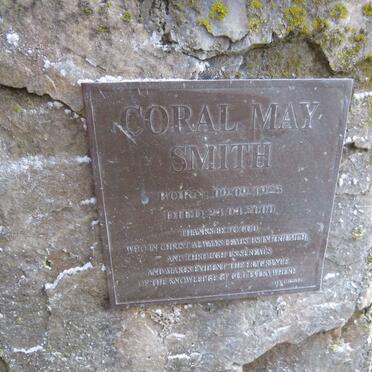 CORAL MAY
SMITH
BORN
DIED
THANKS BE TO GOD
WHO IN CHRIST ALWAYS LEADS US IN TRIUMPH
AND THROUGH US SPREADS
AND MAKES EVIDENT THE FRAGRANCE
OF THE KNOWLEDGE OF GOD EVERYWHERE